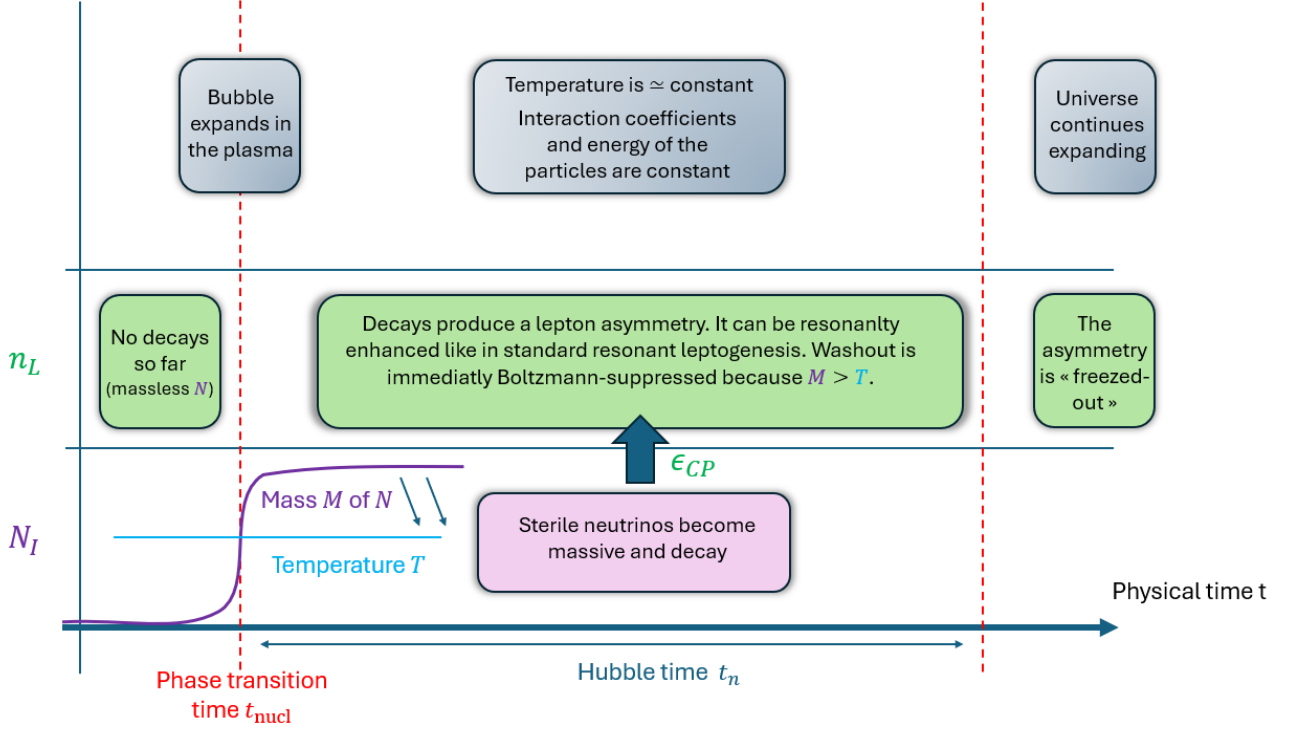 Bubble
expands in
the plasma
Temperature is ≃ constant
Interaction coefficients
and energy of the
particles are constant
Universe
continues
expanding
n_L
No decays
so far
(massless N)
Decays produce a lepton asymmetry. It can be resonanlty
enhanced like in standard resonant leptogenesis. Washout is
immediatly Boltzmann-suppressed because M > T.
The
asymmetry
is « freezed-
out »
ϵ_CP
N_I
Mass M of N
Temperature T
Sterile neutrinos become
massive and decay
Physical time t
Phase transition
time t_nucl
Hubble time t_n